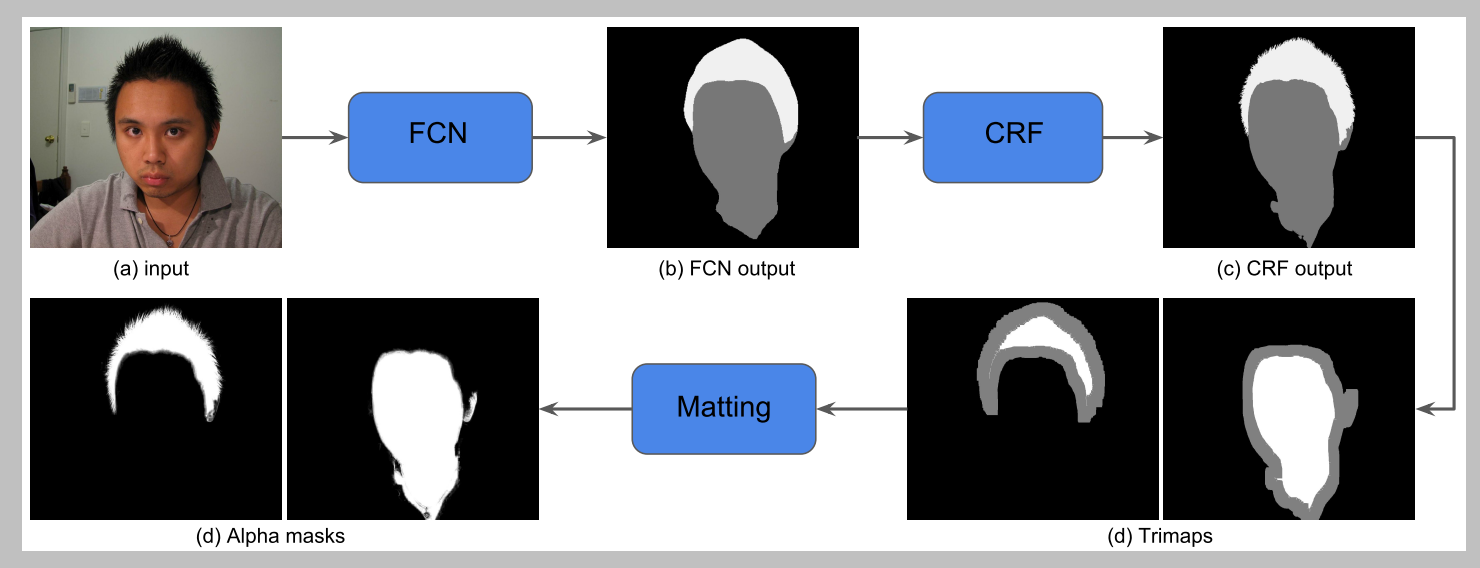 FCN
CRF
(a) input
(b) FCN output
(c) CRF output
Matting
(d) Alpha masks
(d) Trimaps